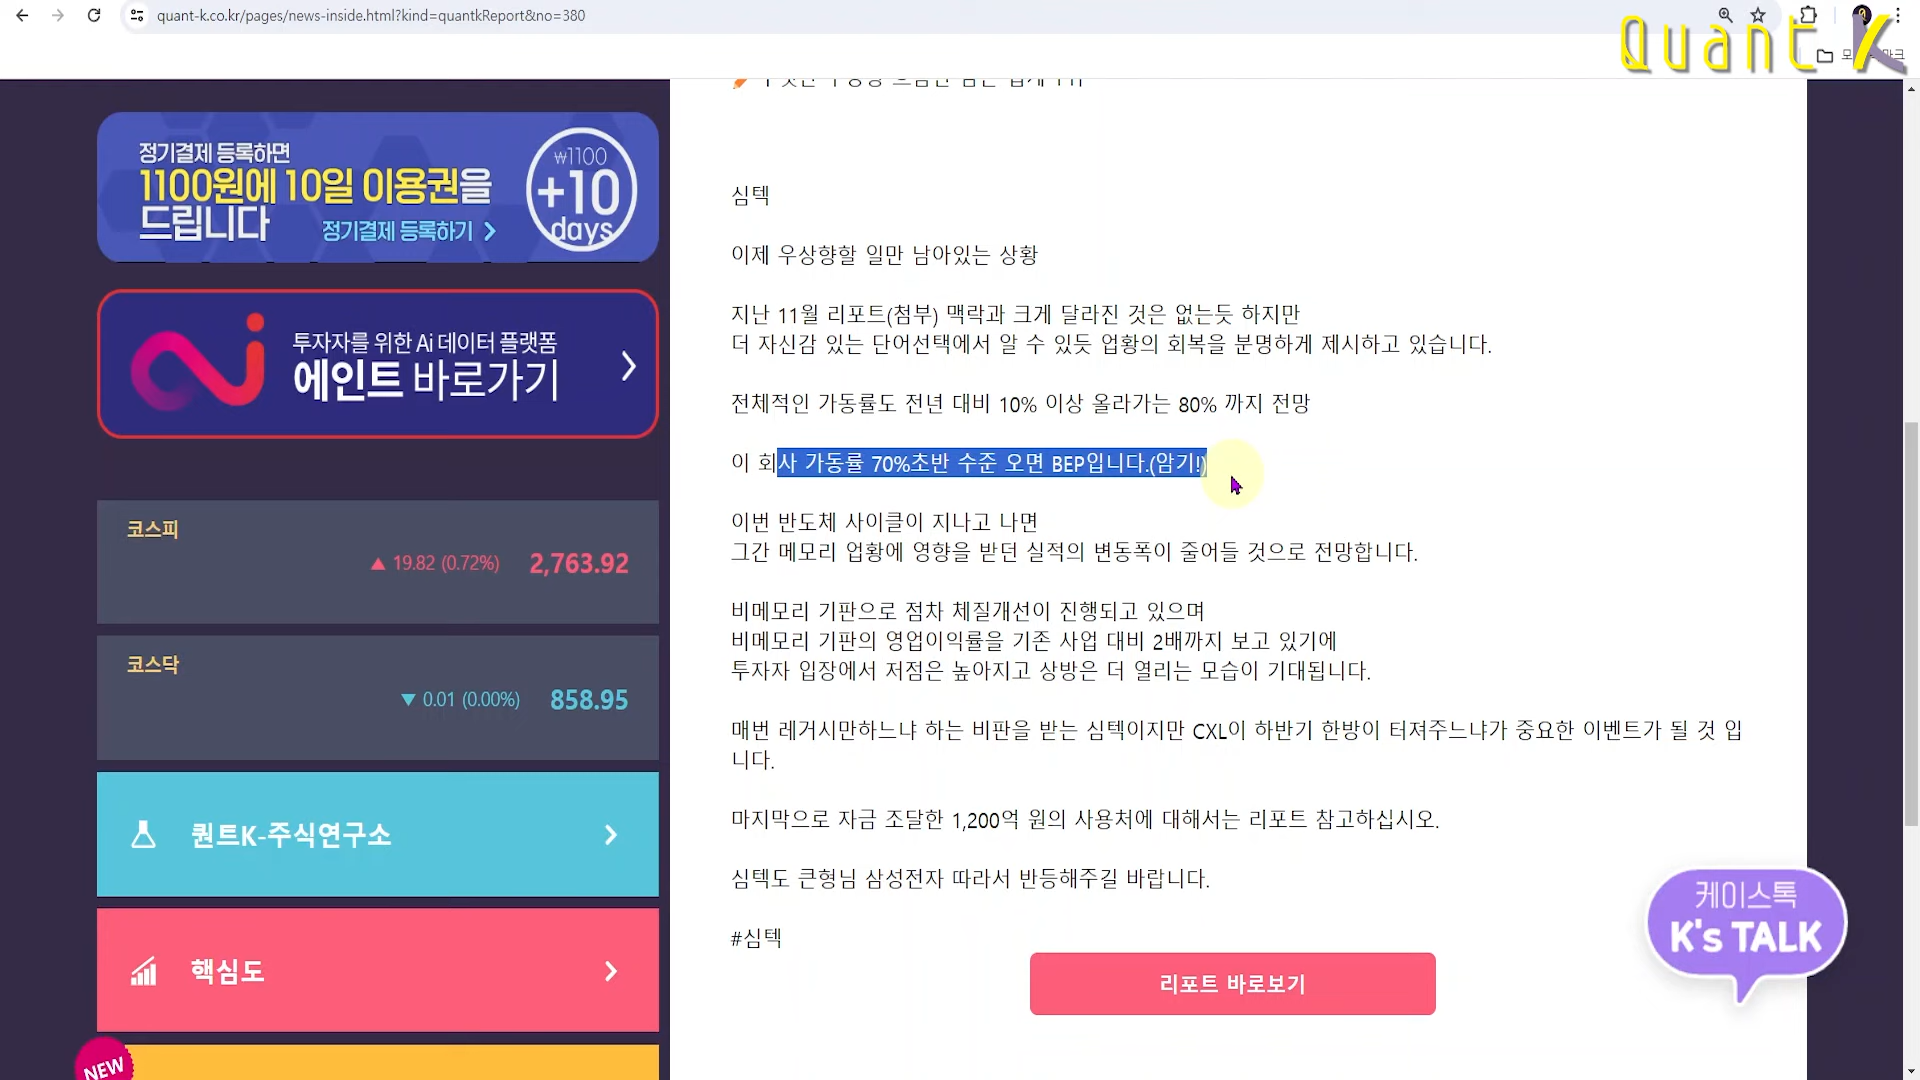 quant-k.co.kr/pages/news-inside.html?kind=quantkReport&no=380
Quant K
정기결제 등록하면
1100원에 10일 이용권을
드립니다
정기결제 등록하기
₩1100
+10
days
투자자를 위한 Ai 데이터 플랫폼
에인트 바로가기
코스피
▲ 19.82 (0.72%) 2,763.92
코스닥
▼ 0.01 (0.00%) 858.95
퀀트K-주식연구소
핵심도
NEW
심텍
이제 우상향할 일만 남아있는 상황
지난 11월 리포트(첨부) 맥락과 크게 달라진 것은 없는듯 하지만
더 자신감 있는 단어선택에서 알 수 있듯 업황의 회복을 분명하게 제시하고 있습니다.
전체적인 가동률도 전년 대비 10% 이상 올라가는 80% 까지 전망
이 회사 가동률 70%초반 수준 오면 BEP입니다.(암기!)
이번 반도체 사이클이 지나고 나면
그간 메모리 업황에 영향을 받던 실적의 변동폭이 줄어들 것으로 전망합니다.
비메모리 기판으로 점차 체질개선이 진행되고 있으며
비메모리 기판의 영업이익률을 기존 사업 대비 2배까지 보고 있기에
투자자 입장에서 저점은 높아지고 상방은 더 열리는 모습이 기대됩니다.
매번 레거시만하느냐 하는 비판을 받는 심텍이지만 CXL이 하반기 한방이 터져주느냐가 중요한 이벤트가 될 것 입
니다.
마지막으로 자금 조달한 1,200억 원의 사용처에 대해서는 리포트 참고하십시오.
심텍도 큰형님 삼성전자 따라서 반등해주길 바랍니다.
#심텍
리포트 바로보기
케이스톡
K's TALK